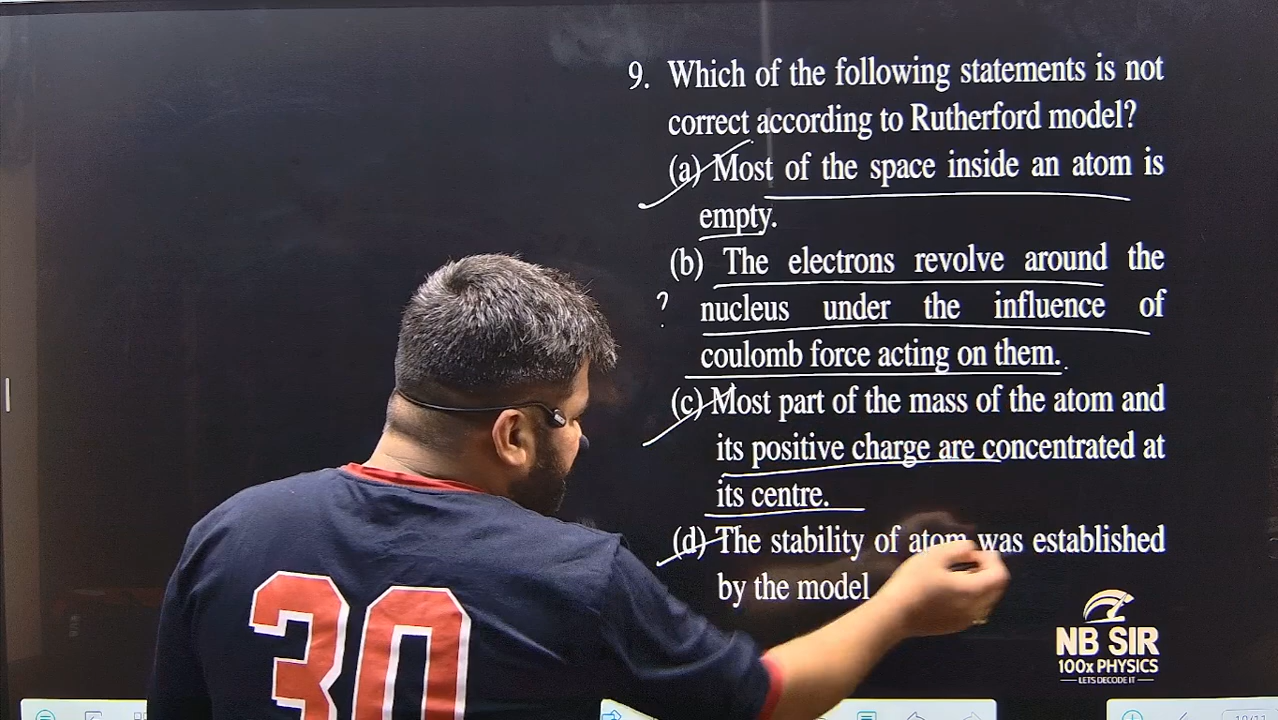 9. Which of the following statements is not
correct according to Rutherford model?
(a) Most of the space inside an atom is
empty.
(b) The electrons revolve around the
? nucleus under the influence of
coulomb force acting on them.
(c) Most part of the mass of the atom and
its positive charge are concentrated at
its centre.
(d) The stability of atom was established
by the model
NB SIR
100x PHYSICS
LETS DECODE IT
30